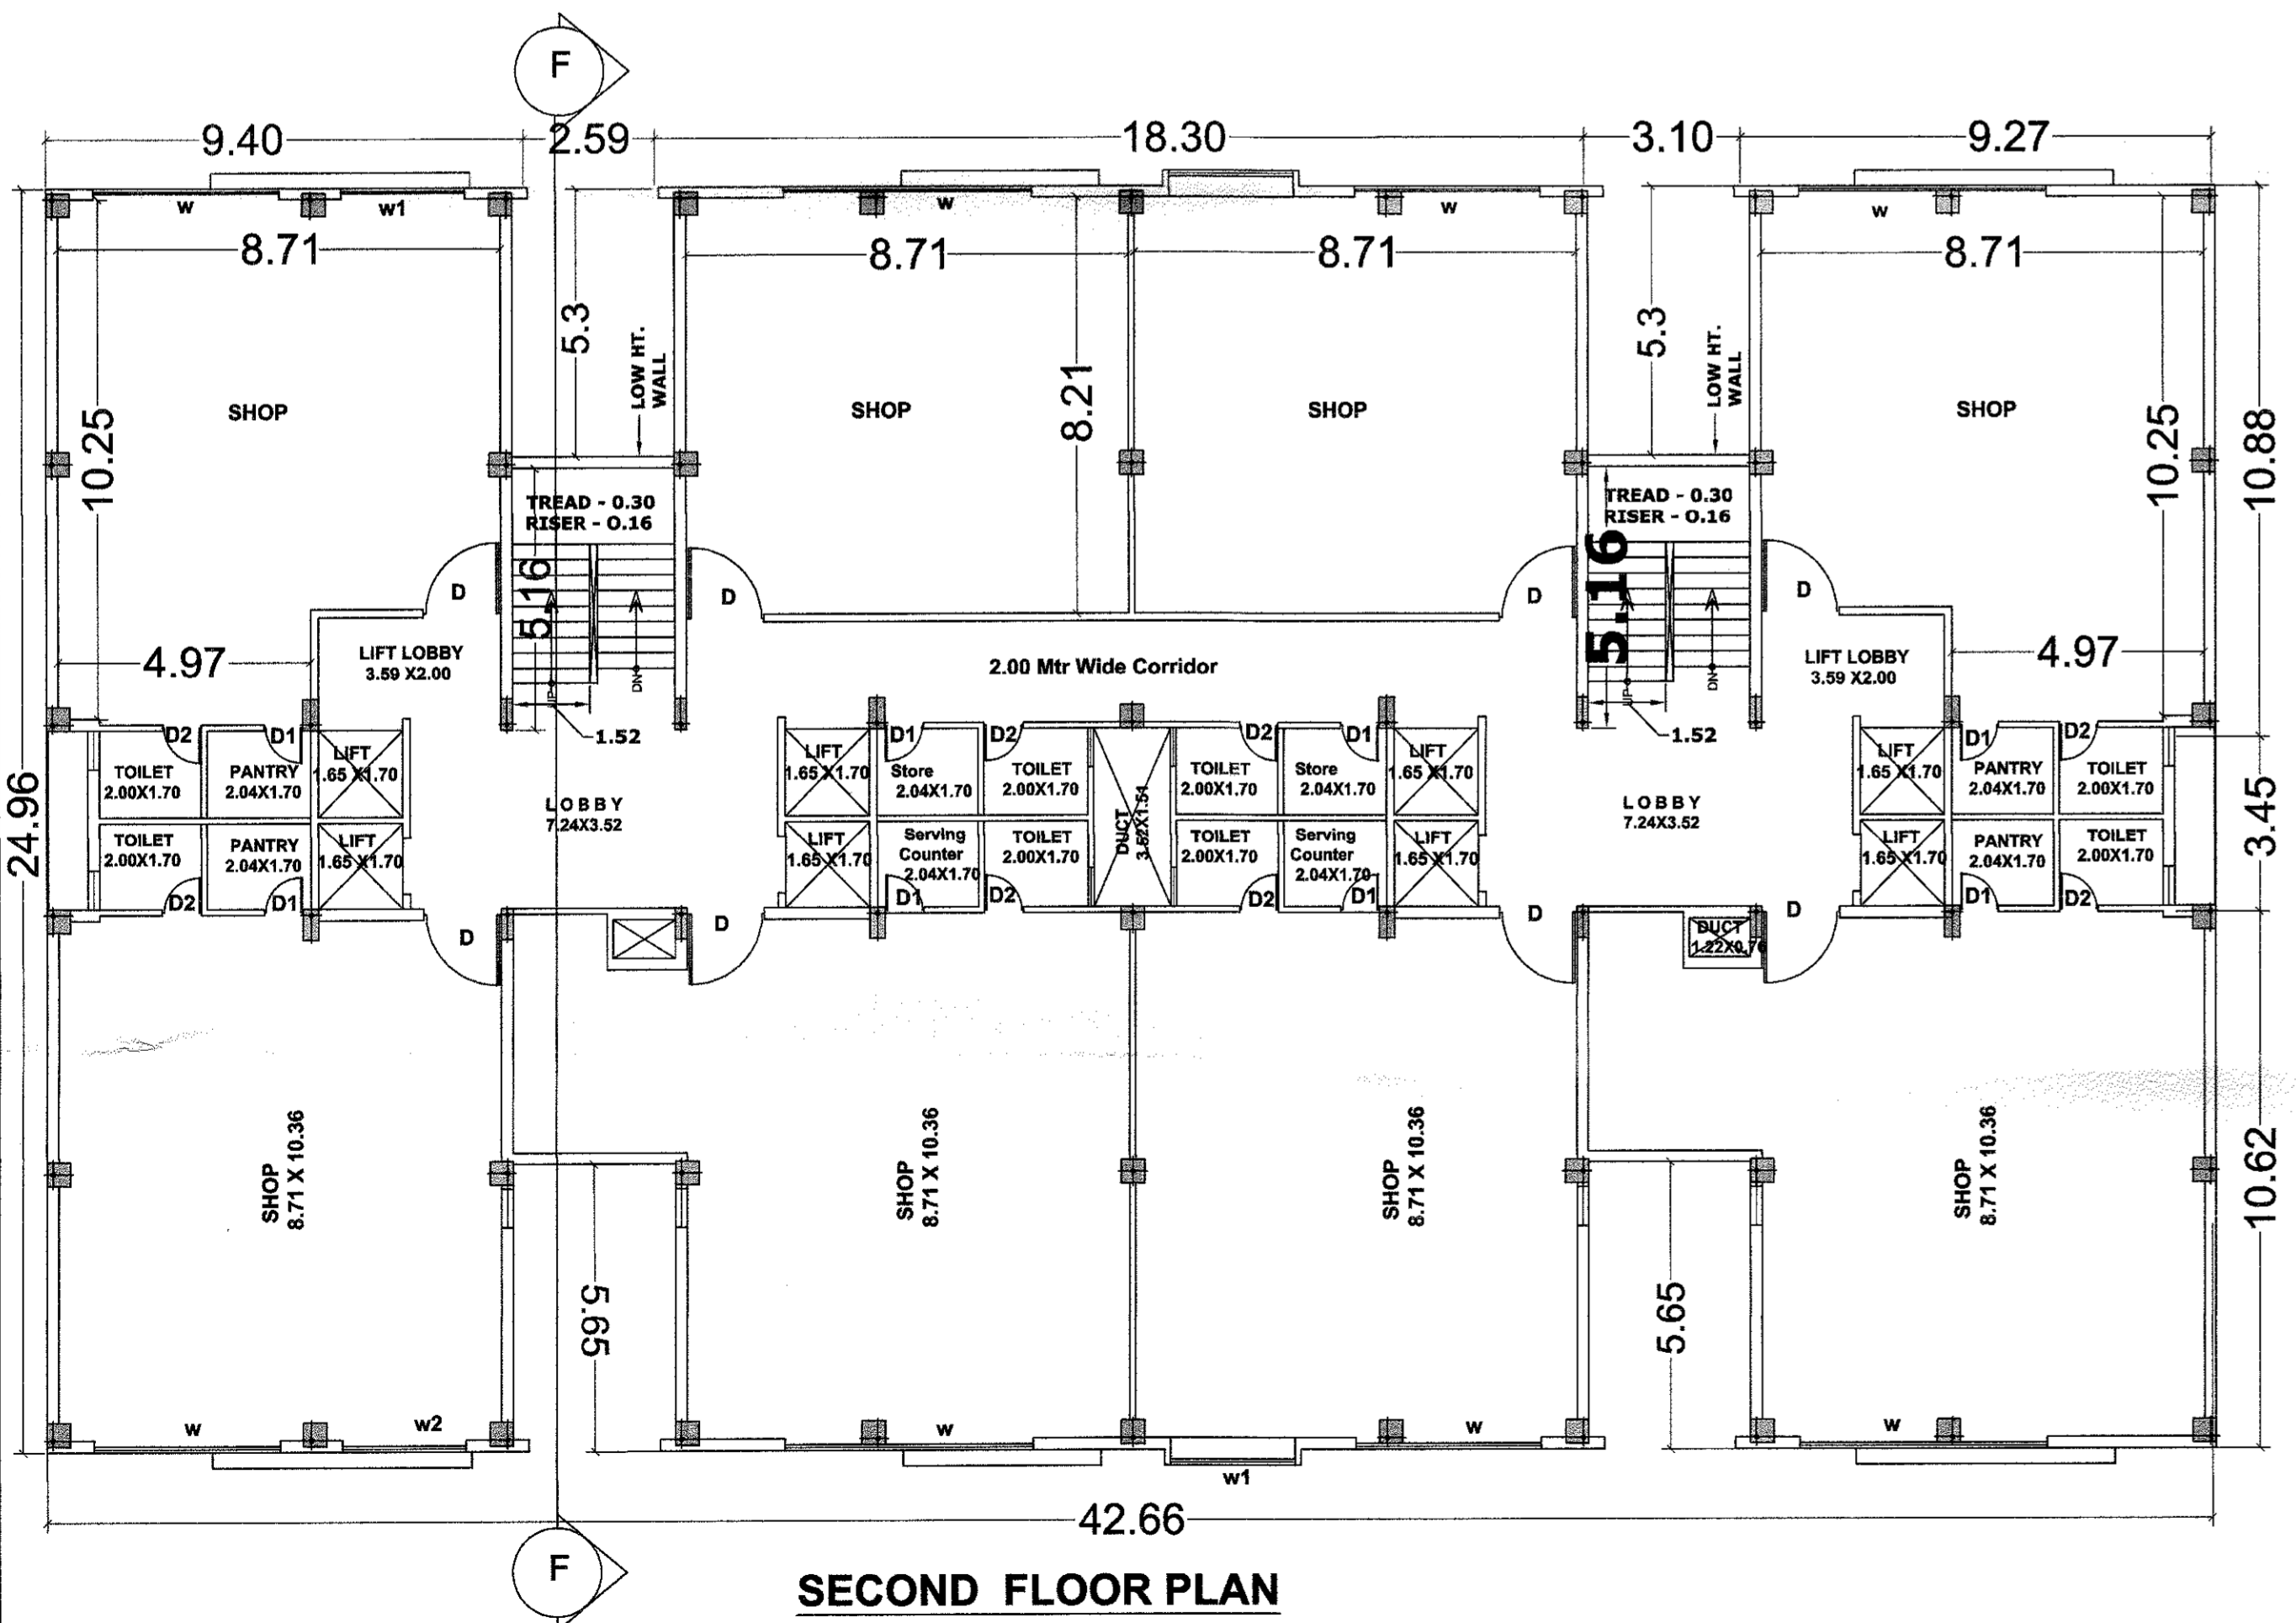 F
9.40
2.59
18.30
3.10
9.27
w
w1
w
w
w
8.71
8.71
8.71
8.71
5.3
LOW HT.
WALL
5.3
LOW HT.
WALL
10.25
SHOP
SHOP
8.21
SHOP
SHOP
10.25
10.88
TREAD - 0.30
RISER - O.16
TREAD - 0.30
RISER - O.16
5.16
5.16
D
D
D
D
4.97
LIFT LOBBY
3.59 X2.00
2.00 Mtr Wide Corridor
LIFT LOBBY
3.59 X2.00
4.97
UP
DN
UP
DN
1.52
1.52
D2
D1
D1
D2
D2
D1
D1
D2
TOILET
2.00X1.70
PANTRY
2.04X1.70
LIFT
1.65 X1.70
LIFT
1.65 X1.70
Store
2.04X1.70
TOILET
2.00X1.70
TOILET
2.00X1.70
Store
2.04X1.70
LIFT
1.65 X1.70
LIFT
1.65 X1.70
PANTRY
2.04X1.70
TOILET
2.00X1.70
24.96
LOBBY
7.24X3.52
DUCT
3.52X1.51
LOBBY
7.24X3.52
3.45
TOILET
2.00X1.70
PANTRY
2.04X1.70
LIFT
1.65 X1.70
LIFT
1.65 X1.70
Serving
Counter
2.04X1.70
TOILET
2.00X1.70
TOILET
2.00X1.70
Serving
Counter
2.04X1.70
LIFT
1.65 X1.70
LIFT
1.65 X1.70
PANTRY
2.04X1.70
TOILET
2.00X1.70
D2
D1
D1
D2
D2
D1
D1
D2
D
D
D
DUCT
1.22X0.76
D
SHOP
8.71 X 10.36
SHOP
8.71 X 10.36
SHOP
8.71 X 10.36
SHOP
8.71 X 10.36
10.62
5.65
5.65
w
w2
w
w
w
w1
42.66
F
SECOND FLOOR PLAN